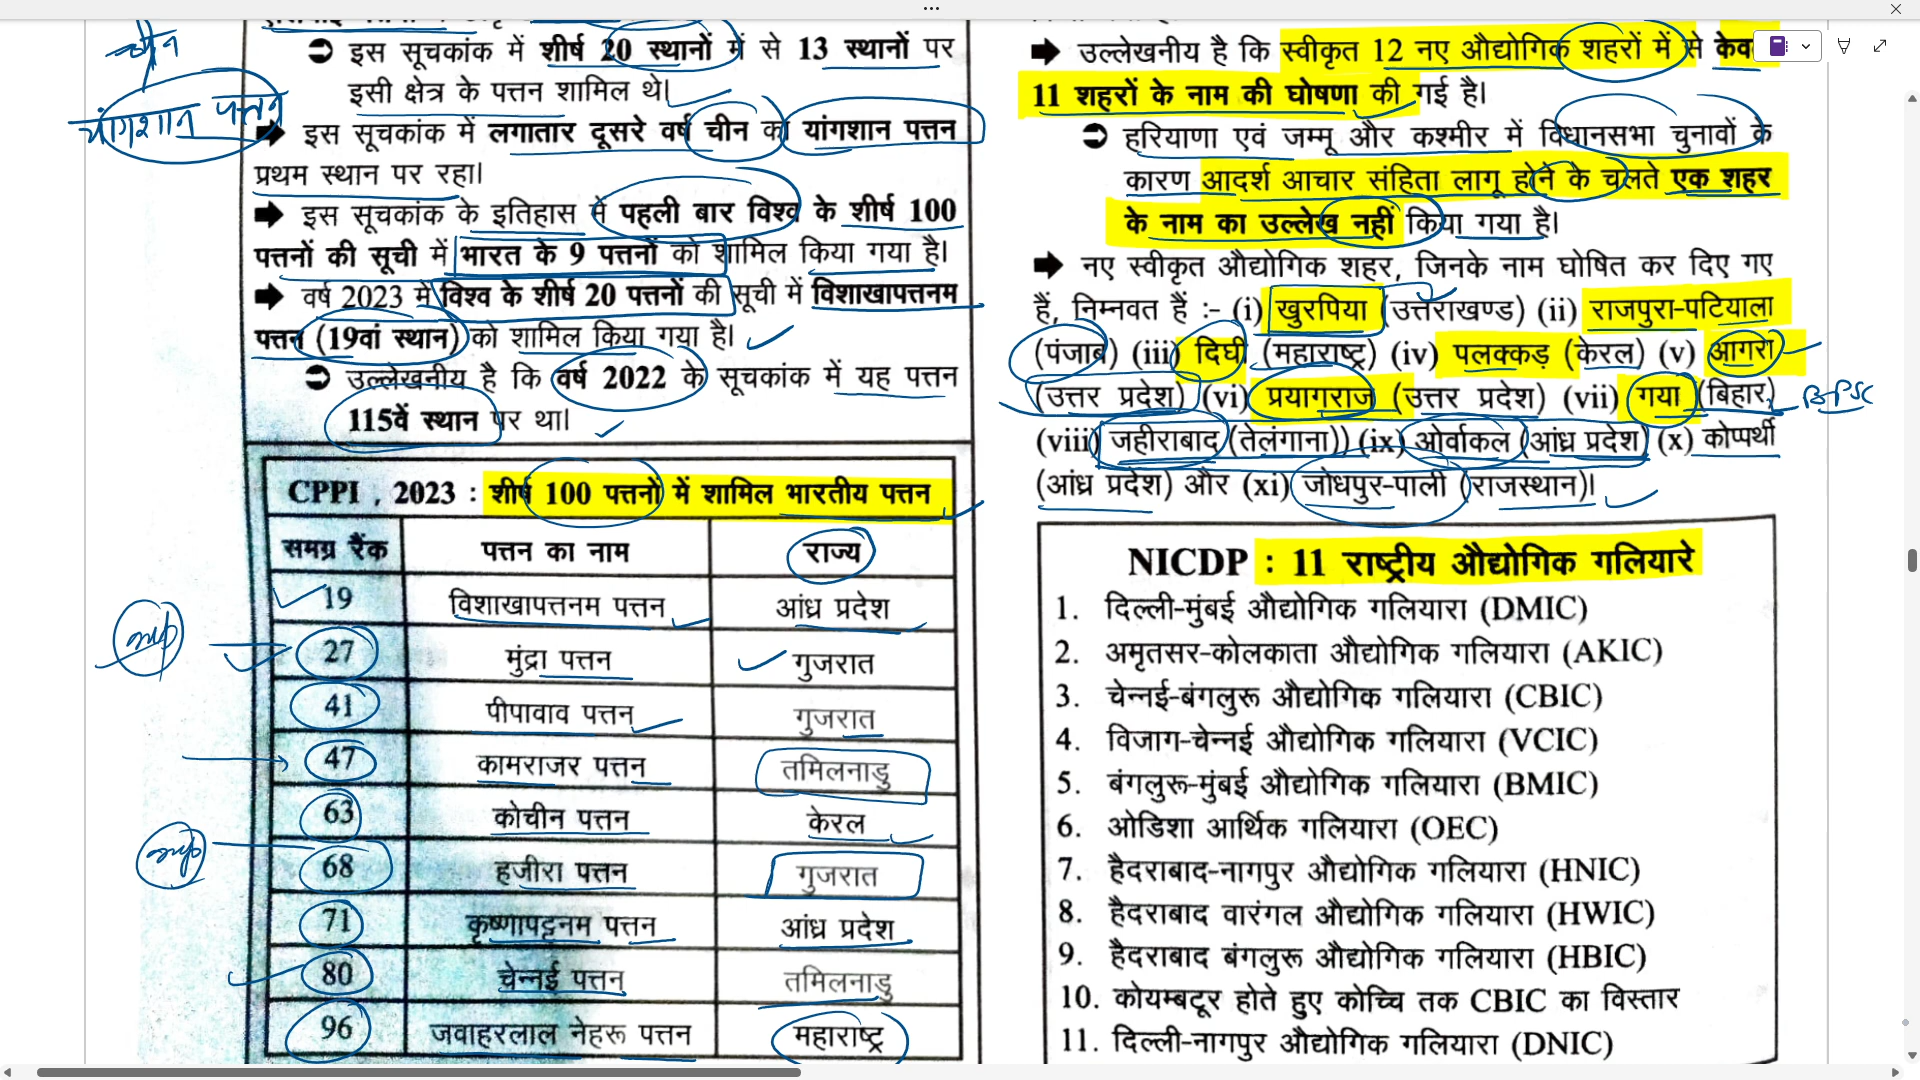 चीन
यांगशान पत्तन
➲ इस सूचकांक में शीर्ष 20 स्थानों में से 13 स्थानों पर
इसी क्षेत्र के पत्तन शामिल थे।
➡ इस सूचकांक में लगातार दूसरे वर्ष चीन का यांगशान पत्तन
प्रथम स्थान पर रहा।
➡ इस सूचकांक के इतिहास में पहली बार विश्व के शीर्ष 100
पत्तनों की सूची में भारत के 9 पत्तनों को शामिल किया गया है।
➡ वर्ष 2023 में विश्व के शीर्ष 20 पत्तनों की सूची में विशाखापत्तनम
पत्तन (19वां स्थान) को शामिल किया गया है।
➲ उल्लेखनीय है कि वर्ष 2022 के सूचकांक में यह पत्तन
115वें स्थान पर था।
CPPI , 2023 : शीर्ष 100 पत्तनों में शामिल भारतीय पत्तन
समग्र रैंक पत्तन का नाम राज्य
19 विशाखापत्तनम पत्तन आंध्र प्रदेश
27 मुंद्रा पत्तन गुजरात
41 पीपावाव पत्तन गुजरात
47 कामराजर पत्तन तमिलनाडु
63 कोचीन पत्तन केरल
68 हजीरा पत्तन गुजरात
71 कृष्णापट्टनम पत्तन आंध्र प्रदेश
80 चेन्नई पत्तन तमिलनाडु
96 जवाहरलाल नेहरू पत्तन महाराष्ट्र
➡ उल्लेखनीय है कि स्वीकृत 12 नए औद्योगिक शहरों में से केव
11 शहरों के नाम की घोषणा की गई है।
➲ हरियाणा एवं जम्मू और कश्मीर में विधानसभा चुनावों के
कारण आदर्श आचार संहिता लागू होने के चलते एक शहर
के नाम का उल्लेख नहीं किया गया है।
➡ नए स्वीकृत औद्योगिक शहर, जिनके नाम घोषित कर दिए गए
हैं, निम्नवत हैं :- (i) खुरपिया (उत्तराखण्ड) (ii) राजपुरा-पटियाला
(पंजाब) (iii) दिघी (महाराष्ट्र) (iv) पलक्कड़ (केरल) (v) आगरा
(उत्तर प्रदेश) (vi) प्रयागराज (उत्तर प्रदेश) (vii) गया (बिहार) BPSC
(viii) जहीराबाद (तेलंगाना)) (ix) ओर्वाकल (आंध्र प्रदेश) (x) कोप्पर्थी
(आंध्र प्रदेश) और (xi) जोधपुर-पाली (राजस्थान)।
NICDP : 11 राष्ट्रीय औद्योगिक गलियारे
1. दिल्ली-मुंबई औद्योगिक गलियारा (DMIC)
2. अमृतसर-कोलकाता औद्योगिक गलियारा (AKIC)
3. चेन्नई-बंगलुरू औद्योगिक गलियारा (CBIC)
4. विजाग-चेन्नई औद्योगिक गलियारा (VCIC)
5. बंगलुरू-मुंबई औद्योगिक गलियारा (BMIC)
6. ओडिशा आर्थिक गलियारा (OEC)
7. हैदराबाद-नागपुर औद्योगिक गलियारा (HNIC)
8. हैदराबाद वारंगल औद्योगिक गलियारा (HWIC)
9. हैदराबाद बंगलुरू औद्योगिक गलियारा (HBIC)
10. कोयम्बटूर होते हुए कोच्चि तक CBIC का विस्तार
11. दिल्ली-नागपुर औद्योगिक गलियारा (DNIC)